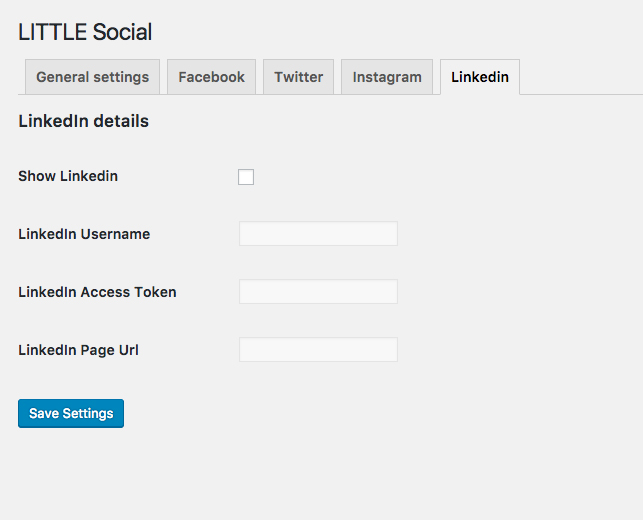 LITTLE Social
General settings Facebook Twitter Instagram Linkedin
LinkedIn details
Show Linkedin
LinkedIn Username
LinkedIn Access Token
LinkedIn Page Url
Save Settings